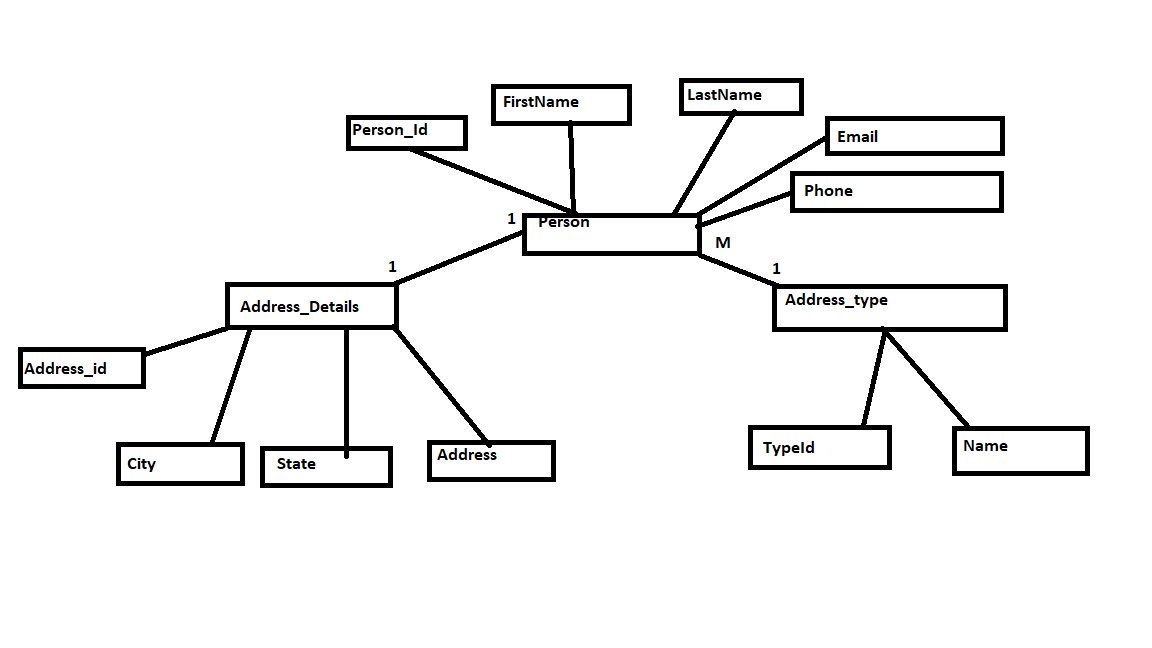 LastName
FirstName
Person_Id
Email
Phone
1
Person
M
1
1
Address_Details
Address_type
Address_id
City
State
Address
TypeId
Name